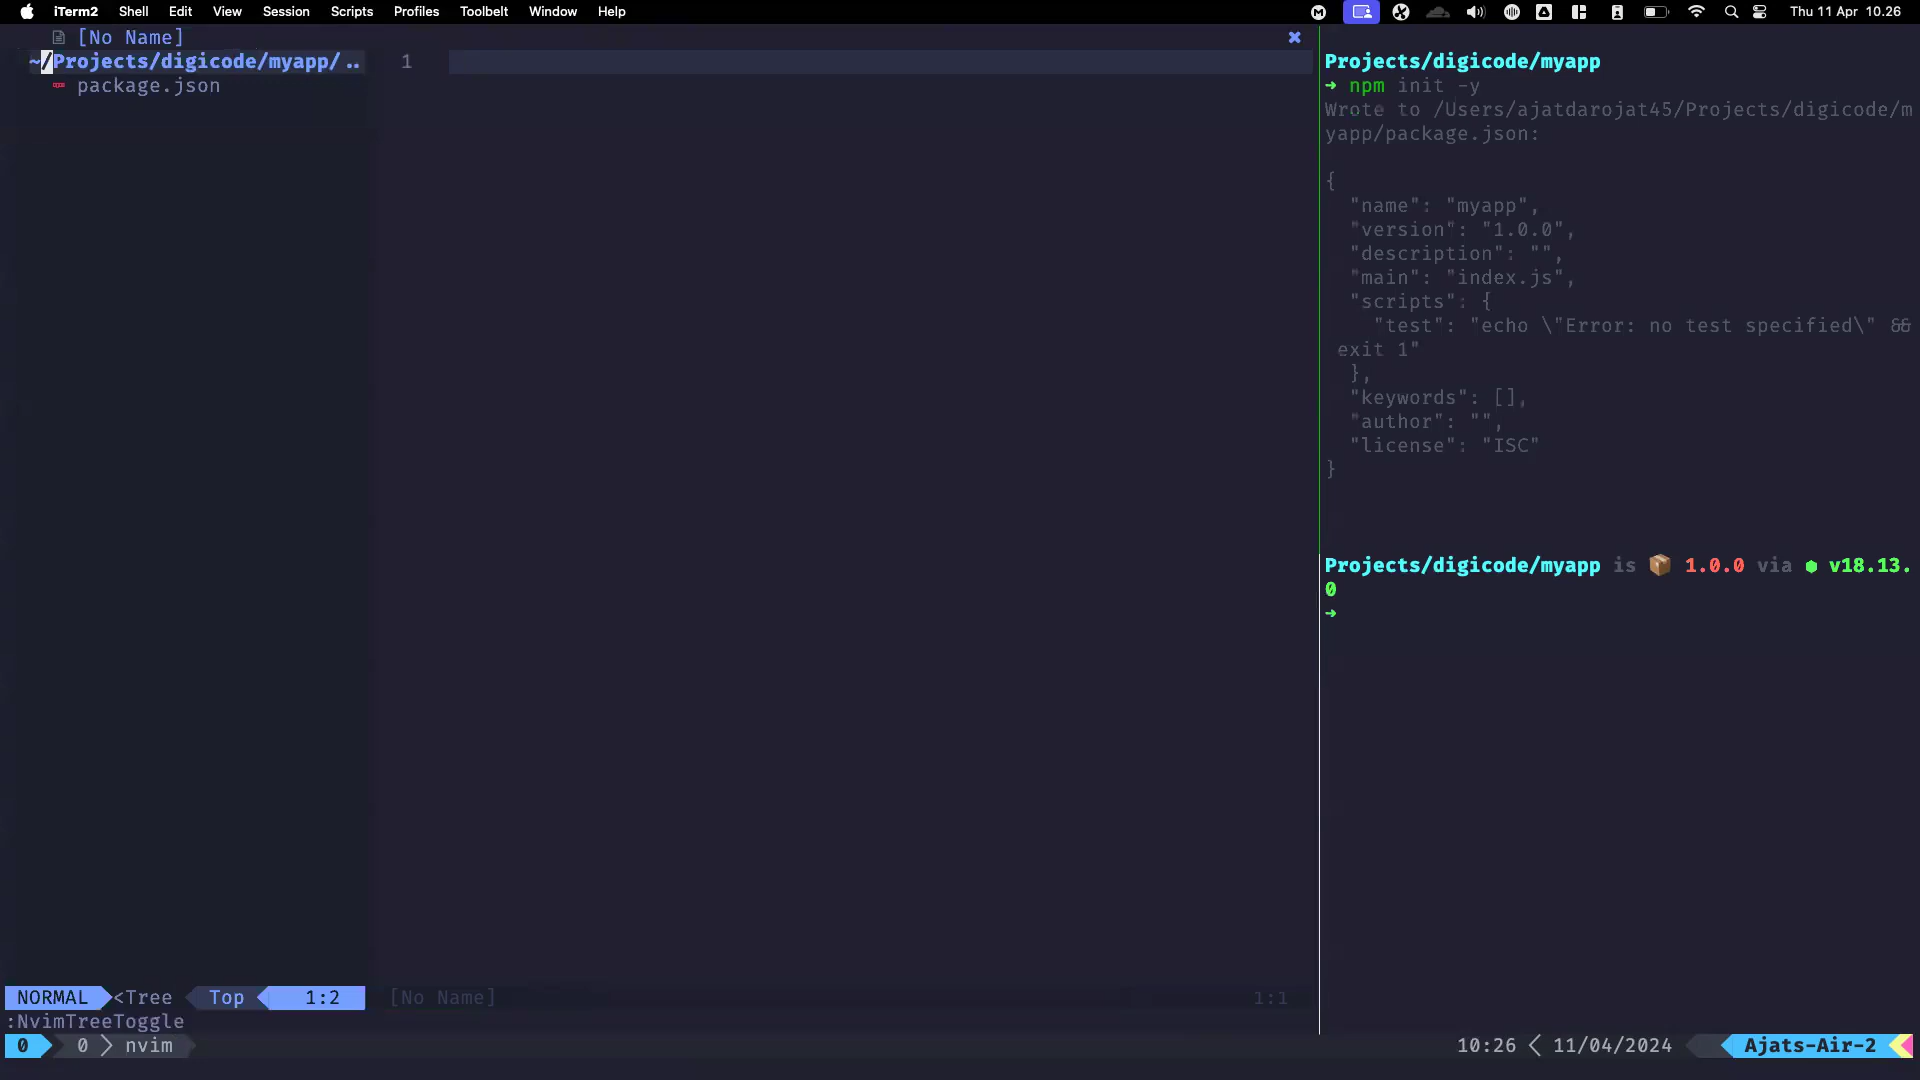 iTerm2 Shell Edit View Session Scripts Profiles Toolbelt Window Help Thu 11 Apr 10.26
[No Name]
~/Projects/digicode/myapp/..
package.json
1
Projects/digicode/myapp
➜ npm init -y
Wrote to /Users/ajatdarojat45/Projects/digicode/m
yapp/package.json:
{
"name": "myapp",
"version": "1.0.0",
"description": "",
"main": "index.js",
"scripts": {
"test": "echo \"Error: no test specified\" &&
exit 1"
},
"keywords": [],
"author": "",
"license": "ISC"
}
Projects/digicode/myapp is 📦 1.0.0 via ⬢ v18.13.
0
➜
NORMAL <Tree Top 1:2 [No Name] 1:1
:NvimTreeToggle
0 0 nvim 10:26 11/04/2024 Ajats-Air-2